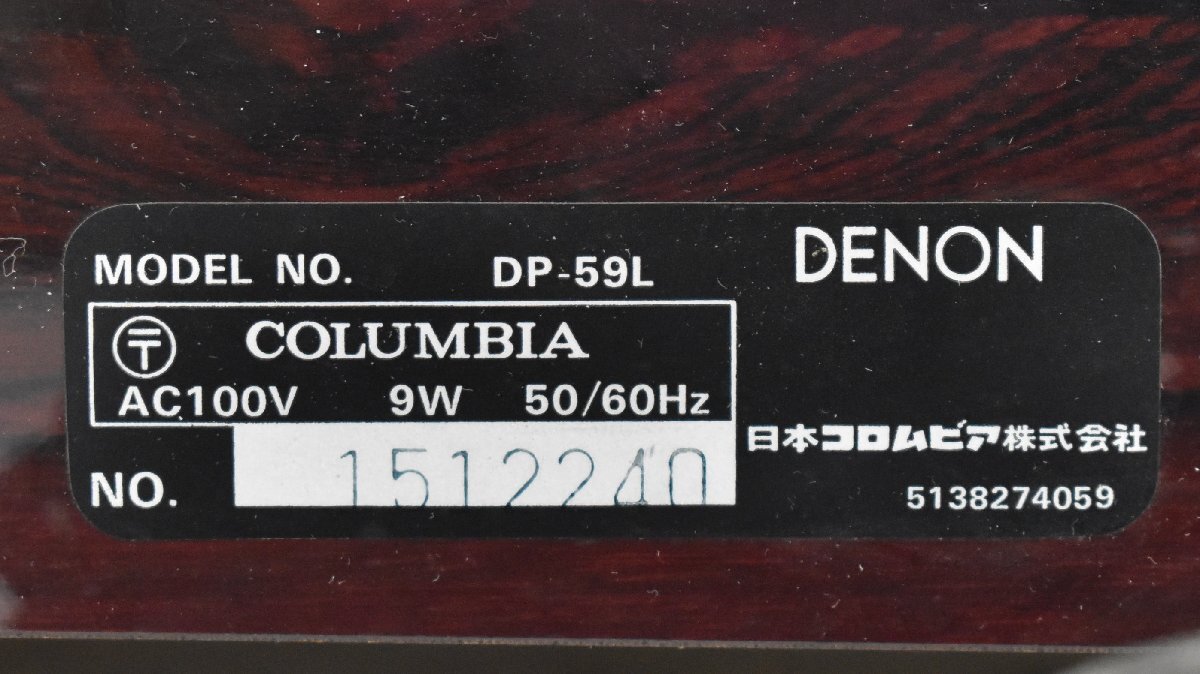 MODEL NO. DP-59L
DENON
〒 COLUMBIA
AC100V 9W 50/60Hz
NO. 1512240
日本コロムビア株式会社
5138274059